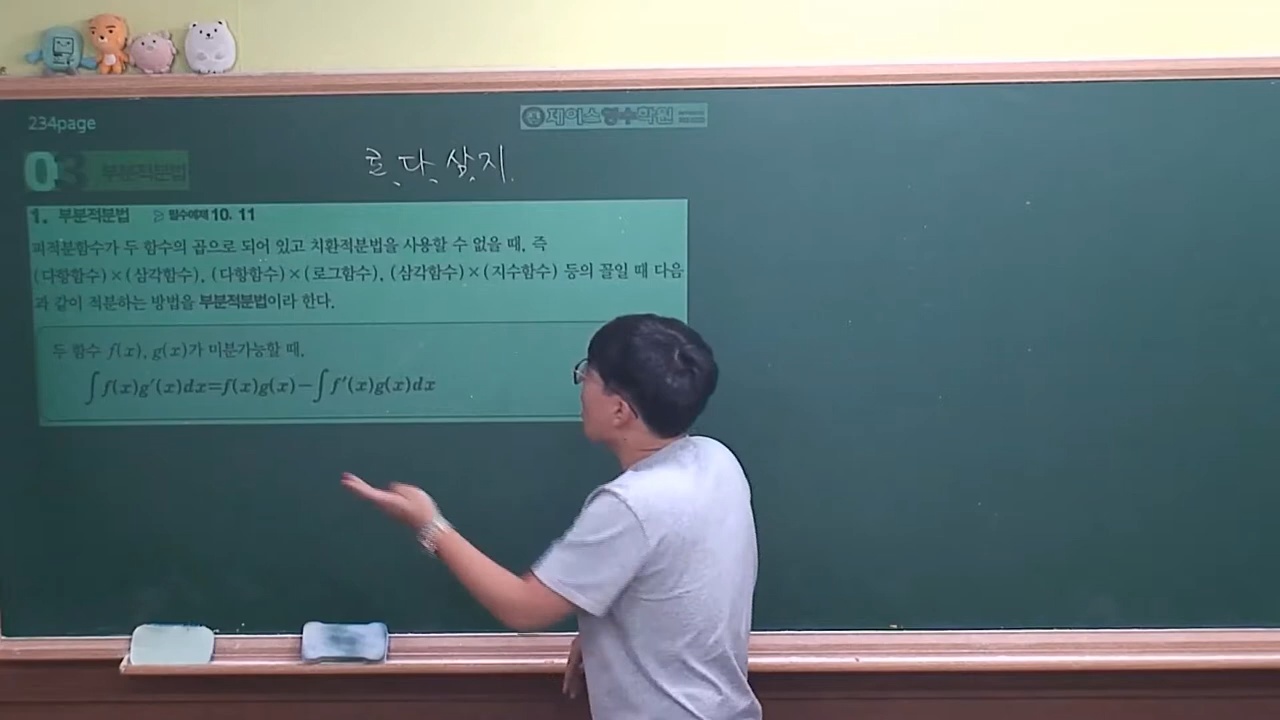 234page
제이스영수학원
03 부분적분법
로, 다, 삼, 지.
1. 부분적분법 ▷ 필수예제 10, 11
피적분함수가 두 함수의 곱으로 되어 있고 치환적분법을 사용할 수 없을 때, 즉
(다항함수)×(삼각함수), (다항함수)×(로그함수), (삼각함수)×(지수함수) 등의 꼴일 때 다음
과 같이 적분하는 방법을 부분적분법이라 한다.
두 함수 f(x), g(x)가 미분가능할 때,
∫f(x)g′(x)dx=f(x)g(x)−∫f′(x)g(x)dx